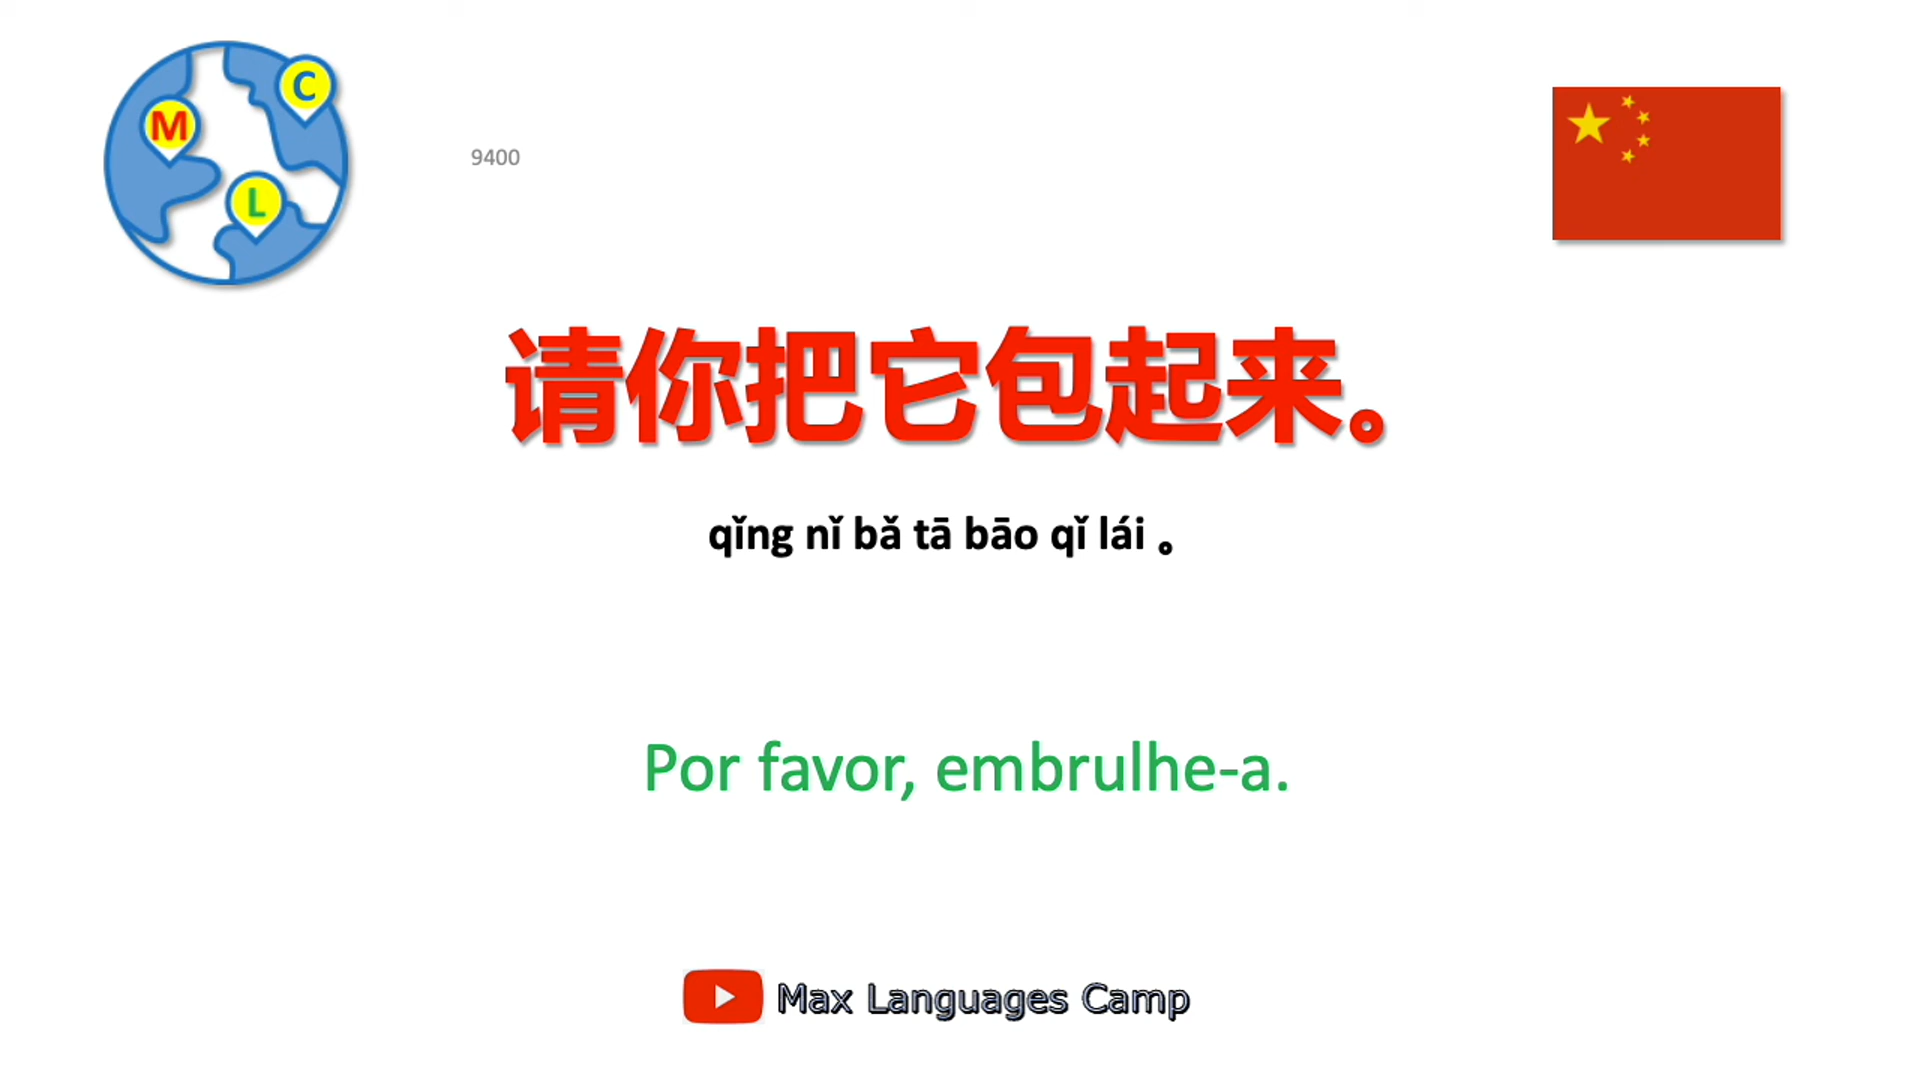 C
M
L
9400
请你把它包起来。
qǐng nǐ bǎ tā bāo qǐ lái 。
Por favor, embrulhe-a.
Max Languages Camp